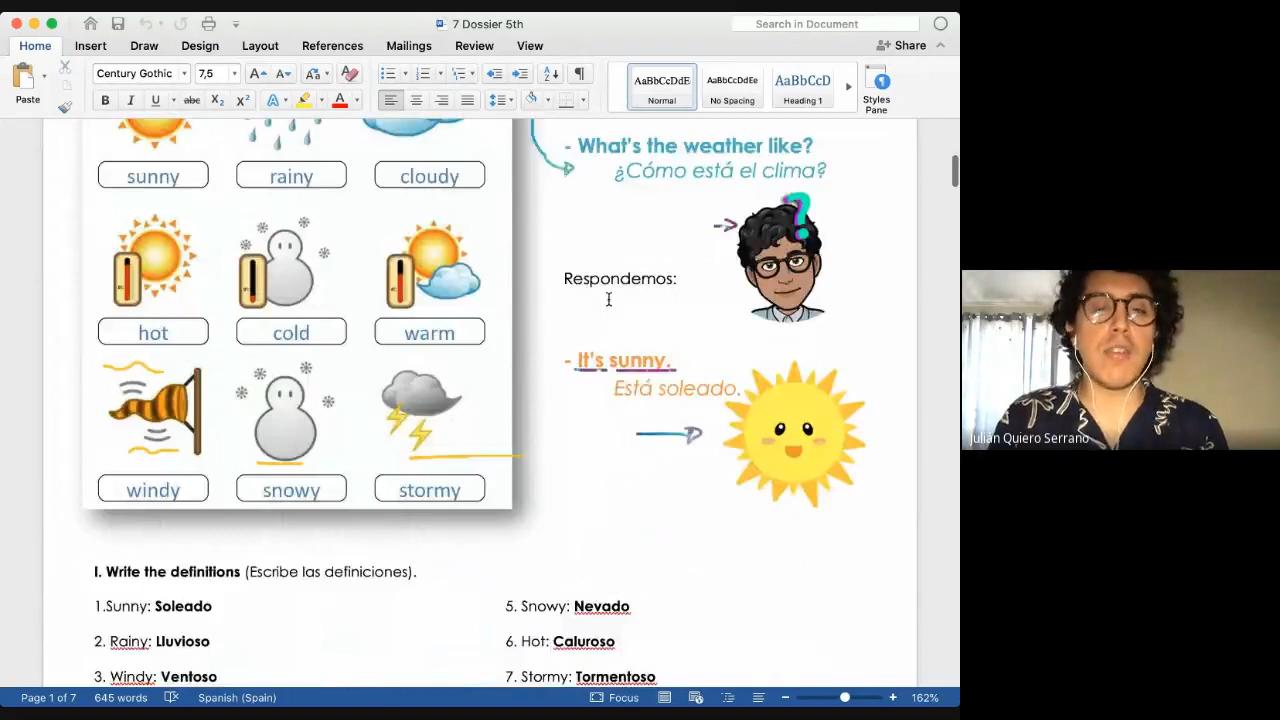 7 Dossier 5th
Search in Document
Home Insert Draw Design Layout References Mailings Review View
Share
Paste
Century Gothic 7,5
AaBbCcDdE AaBbCcDdEe AaBbCcD
Normal No Spacing Heading 1
Styles Pane
- What's the weather like?
¿Cómo está el clima?
sunny rainy cloudy
Respondemos:
hot cold warm
- It's sunny.
Está soleado.
windy snowy stormy
Julián Quiero Serrano
I. Write the definitions (Escribe las definiciones).
1.Sunny: Soleado
2. Rainy: Lluvioso
3. Windy: Ventoso
5. Snowy: Nevado
6. Hot: Caluroso
7. Stormy: Tormentoso
Page 1 of 7 645 words Spanish (Spain) Focus 162%